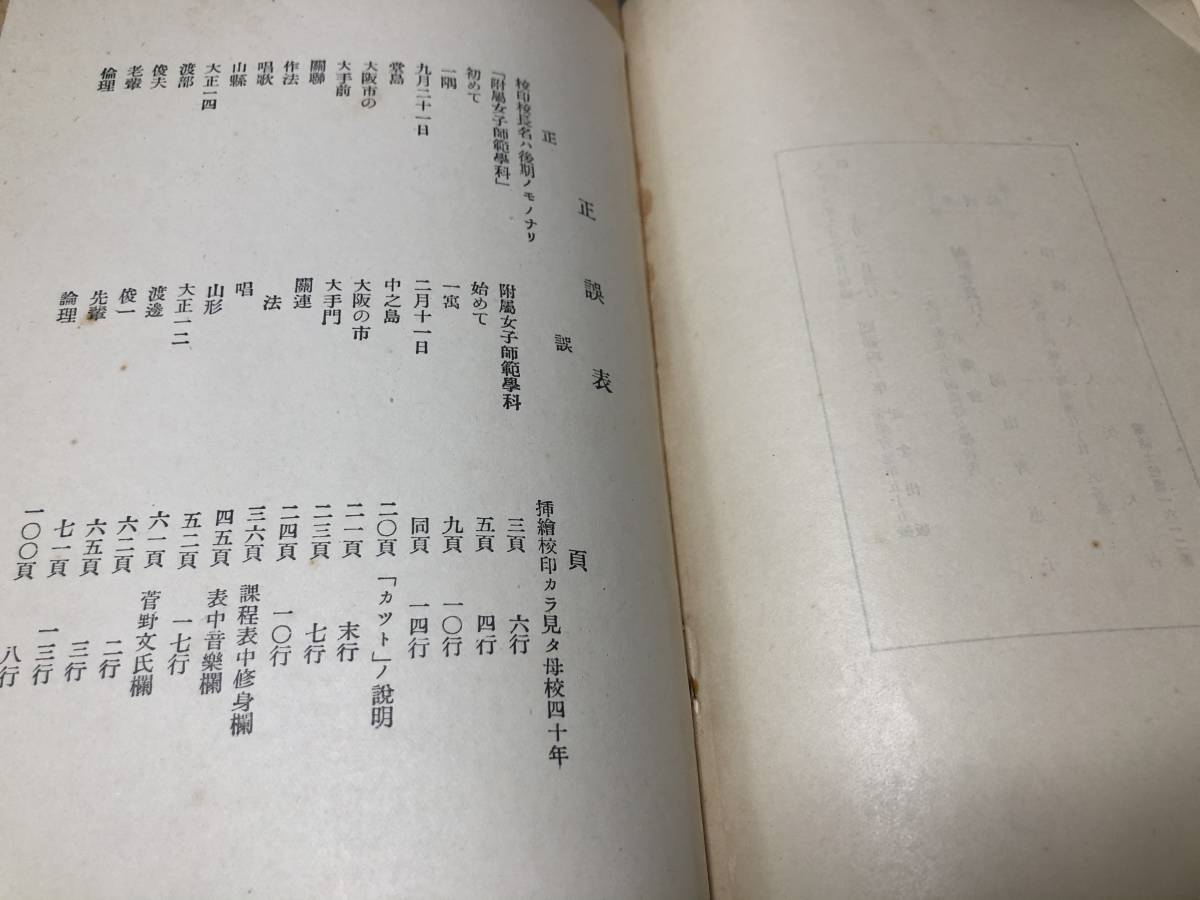 正誤表
正 誤 頁
校印校長名ハ後期ノモノナリ 挿繪校印カラ見タ母校四十年
「附屬女子師範學科」 附屬女子師範學科 三頁 六行
初めて 始めて 五頁 四行
一隅 一寓 九頁 一〇行
九月二十一日 二月十一日 同頁 一四行
堂島 中之島 二〇頁 「カツト」ノ說明
大阪市の 大阪の市 二一頁 末行
大手前 大手門 二三頁 七行
關聯 關連 二四頁 一〇行
作法 法 三六頁 課程表中修身欄
唱歌 唱 四五頁 表中音樂欄
山縣 山形 五二頁 一七行
大正一四 大正一二 六一頁 菅野文氏欄
渡部 渡邊 六二頁 二行
俊夫 俊一 六五頁 三行
老輩 先輩 七一頁 一三行
倫理 論理 一〇〇頁 八行